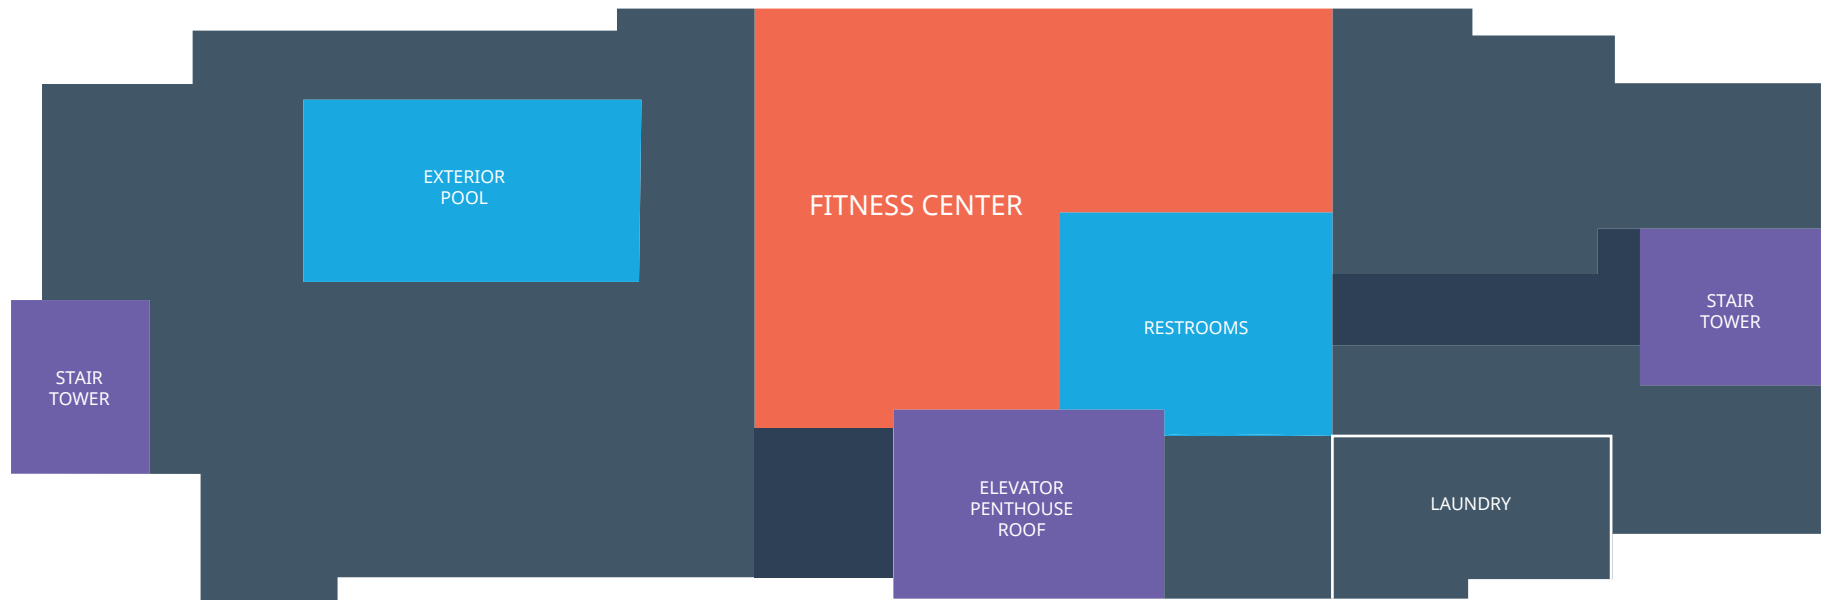 EXTERIOR
POOL
FITNESS CENTER
RESTROOMS
STAIR
TOWER
STAIR
TOWER
ELEVATOR
PENTHOUSE
ROOF
LAUNDRY